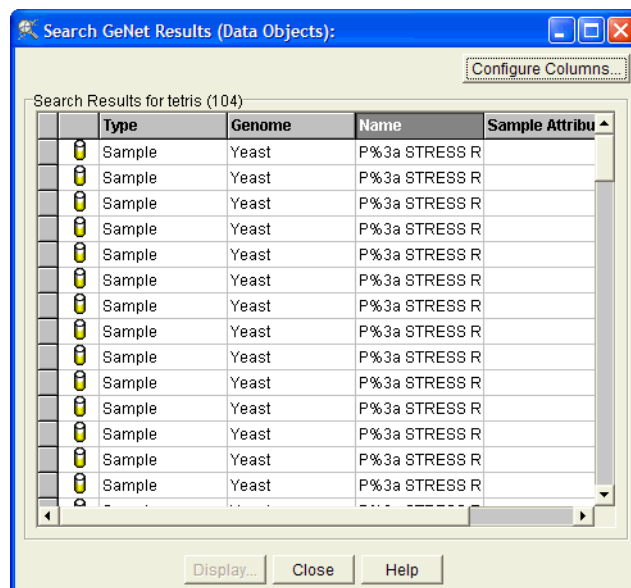 Search GeNet Results (Data Objects):
Configure Columns...
Search Results for tetris (104)
Type Genome Name Sample Attribu
Sample Yeast P%3a STRESS R
Sample Yeast P%3a STRESS R
Sample Yeast P%3a STRESS R
Sample Yeast P%3a STRESS R
Sample Yeast P%3a STRESS R
Sample Yeast P%3a STRESS R
Sample Yeast P%3a STRESS R
Sample Yeast P%3a STRESS R
Sample Yeast P%3a STRESS R
Sample Yeast P%3a STRESS R
Sample Yeast P%3a STRESS R
Sample Yeast P%3a STRESS R
Sample Yeast P%3a STRESS R
Sample Yeast P%3a STRESS R
Display... Close Help